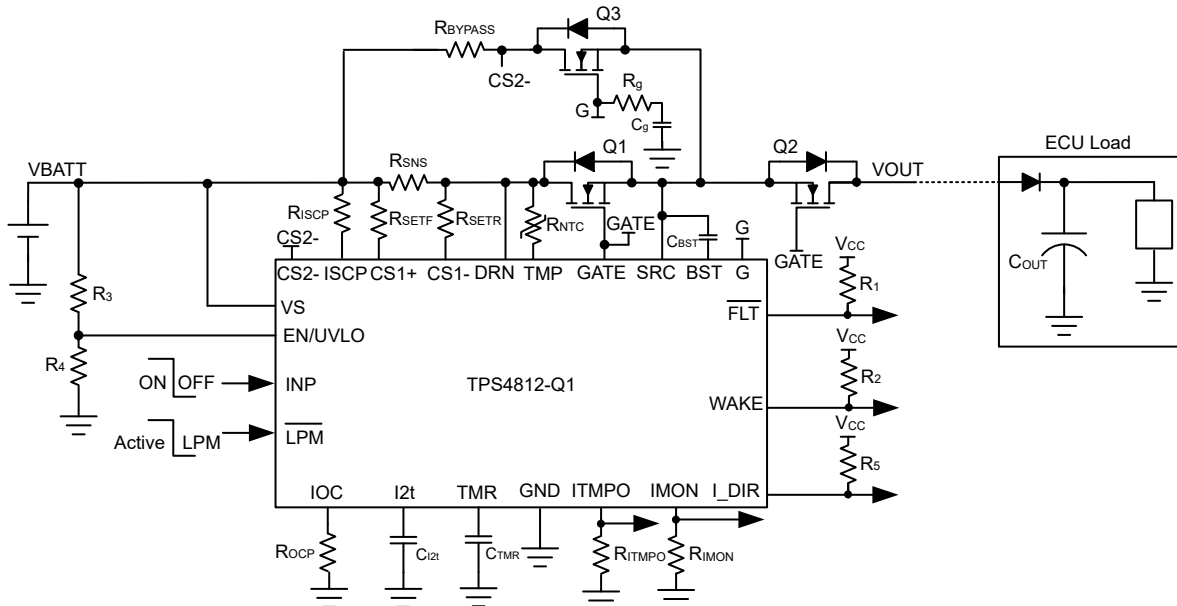 Q3
RBYPASS
CS2-
Rg
G
Cg
ECU Load
VBATT
RSNS
Q1
Q2
VOUT
RISCP
RSETF
RSETR
RNTC
GATE
CBST
G
CS2-
GATE
VCC
COUT
CS2- ISCP CS1+ CS1- DRN TMP GATE SRC BST G
R1
R3
VS
FLT
EN/UVLO
VCC
R4
R2
ON OFF
INP
TPS4812-Q1
WAKE
VCC
Active LPM
LPM
R5
IOC I2t TMR GND ITMPO IMON I_DIR
ROCP
CI2t
CTMR
RITMPO
RIMON